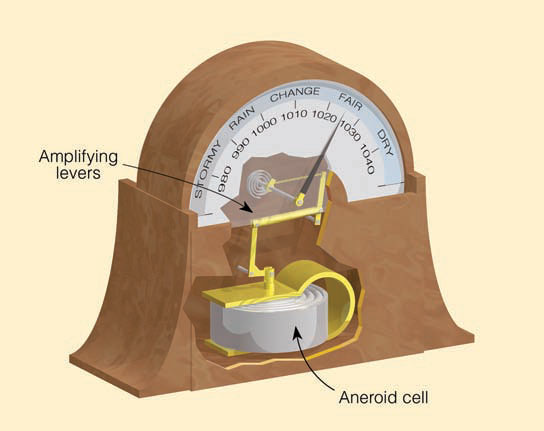 STORMY RAIN CHANGE FAIR DRY
980 990 1000 1010 1020 1030 1040
Amplifying
levers
Aneroid cell